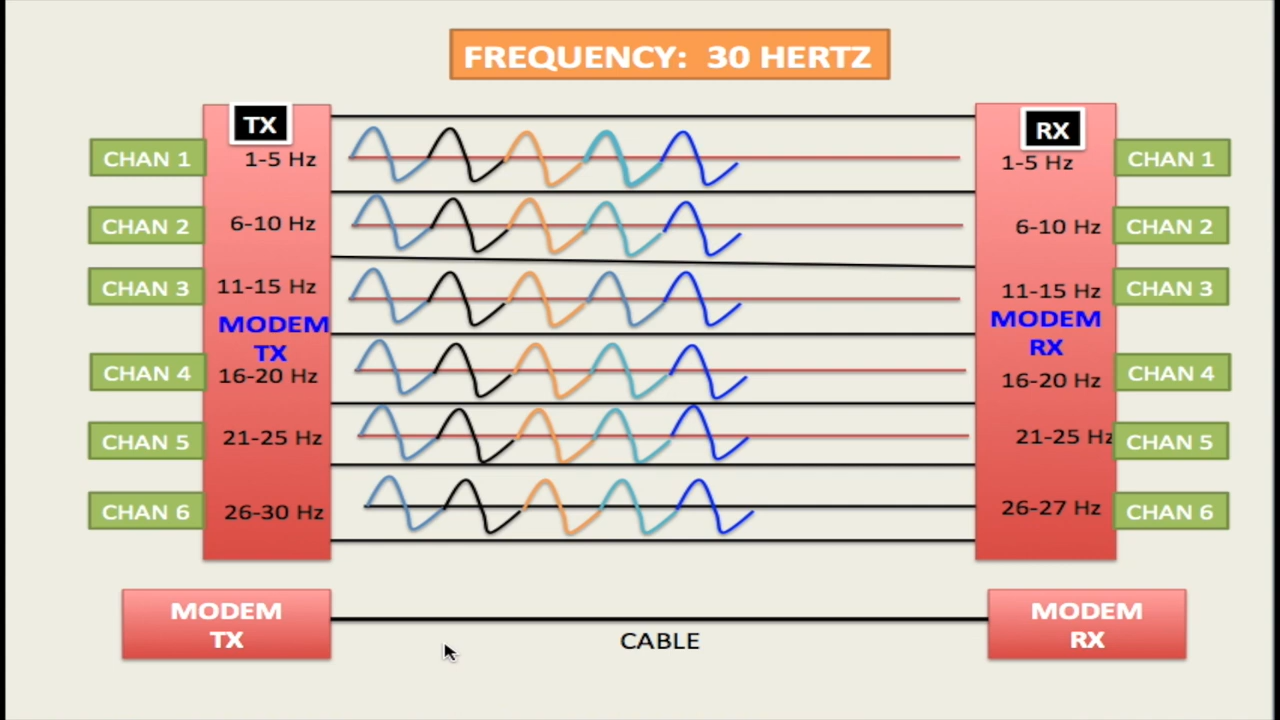 FREQUENCY: 30 HERTZ
TX
RX
CHAN 1
1-5 Hz
1-5 Hz
CHAN 1
CHAN 2
6-10 Hz
6-10 Hz
CHAN 2
CHAN 3
11-15 Hz
11-15 Hz
CHAN 3
MODEM
TX
MODEM
RX
CHAN 4
16-20 Hz
16-20 Hz
CHAN 4
CHAN 5
21-25 Hz
21-25 Hz
CHAN 5
CHAN 6
26-30 Hz
26-27 Hz
CHAN 6
MODEM
TX
CABLE
MODEM
RX